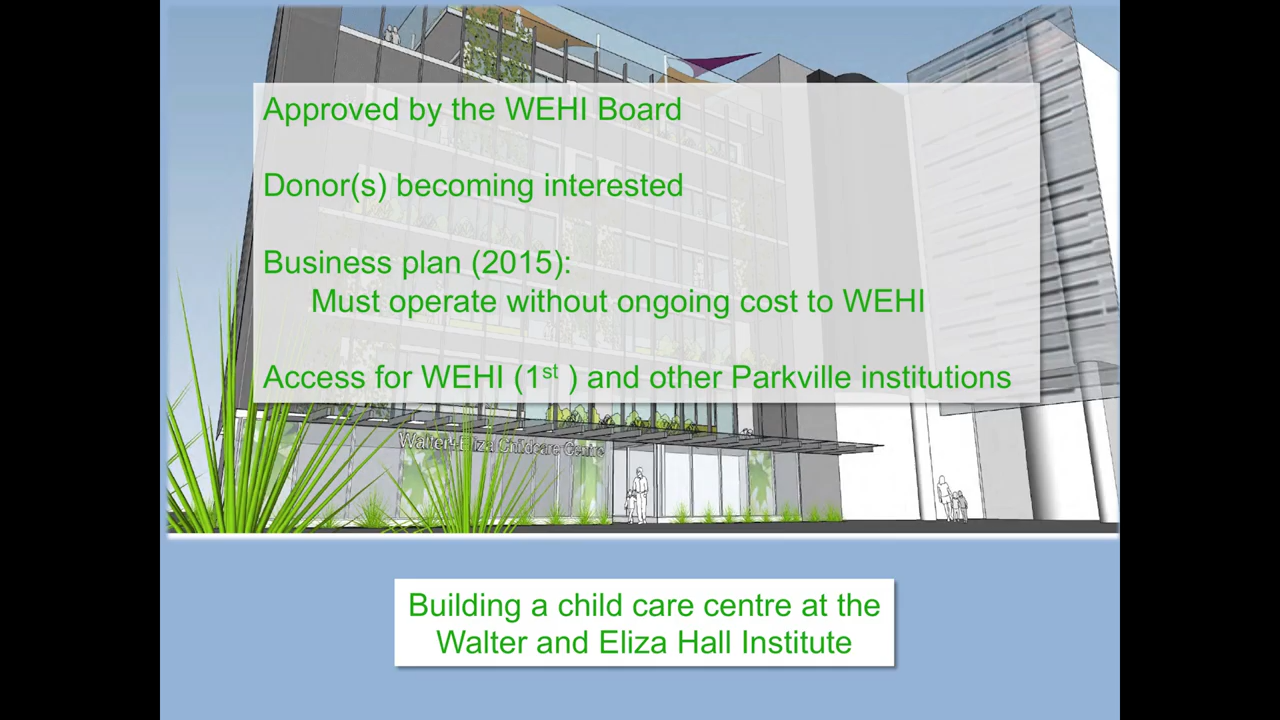 Approved by the WEHI Board
Donor(s) becoming interested
Business plan (2015):
Must operate without ongoing cost to WEHI
Access for WEHI (1st ) and other Parkville institutions
Walter+Eliza Childcare Centre
Building a child care centre at the
Walter and Eliza Hall Institute